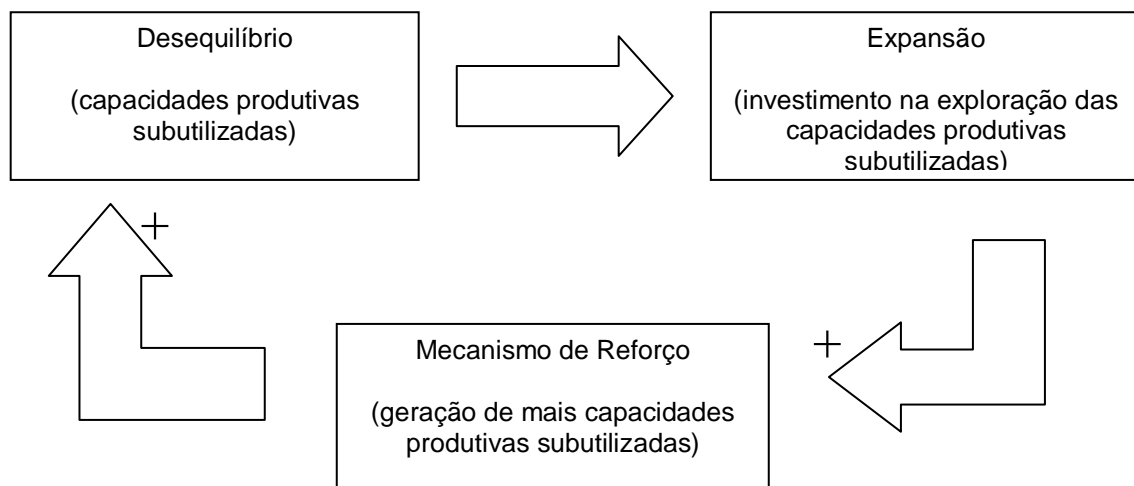 Desequilíbrio
(capacidades produtivas
subutilizadas)
Expansão
(investimento na exploração das
capacidades produtivas
subutilizadas)
+
+
Mecanismo de Reforço
(geração de mais capacidades
produtivas subutilizadas)